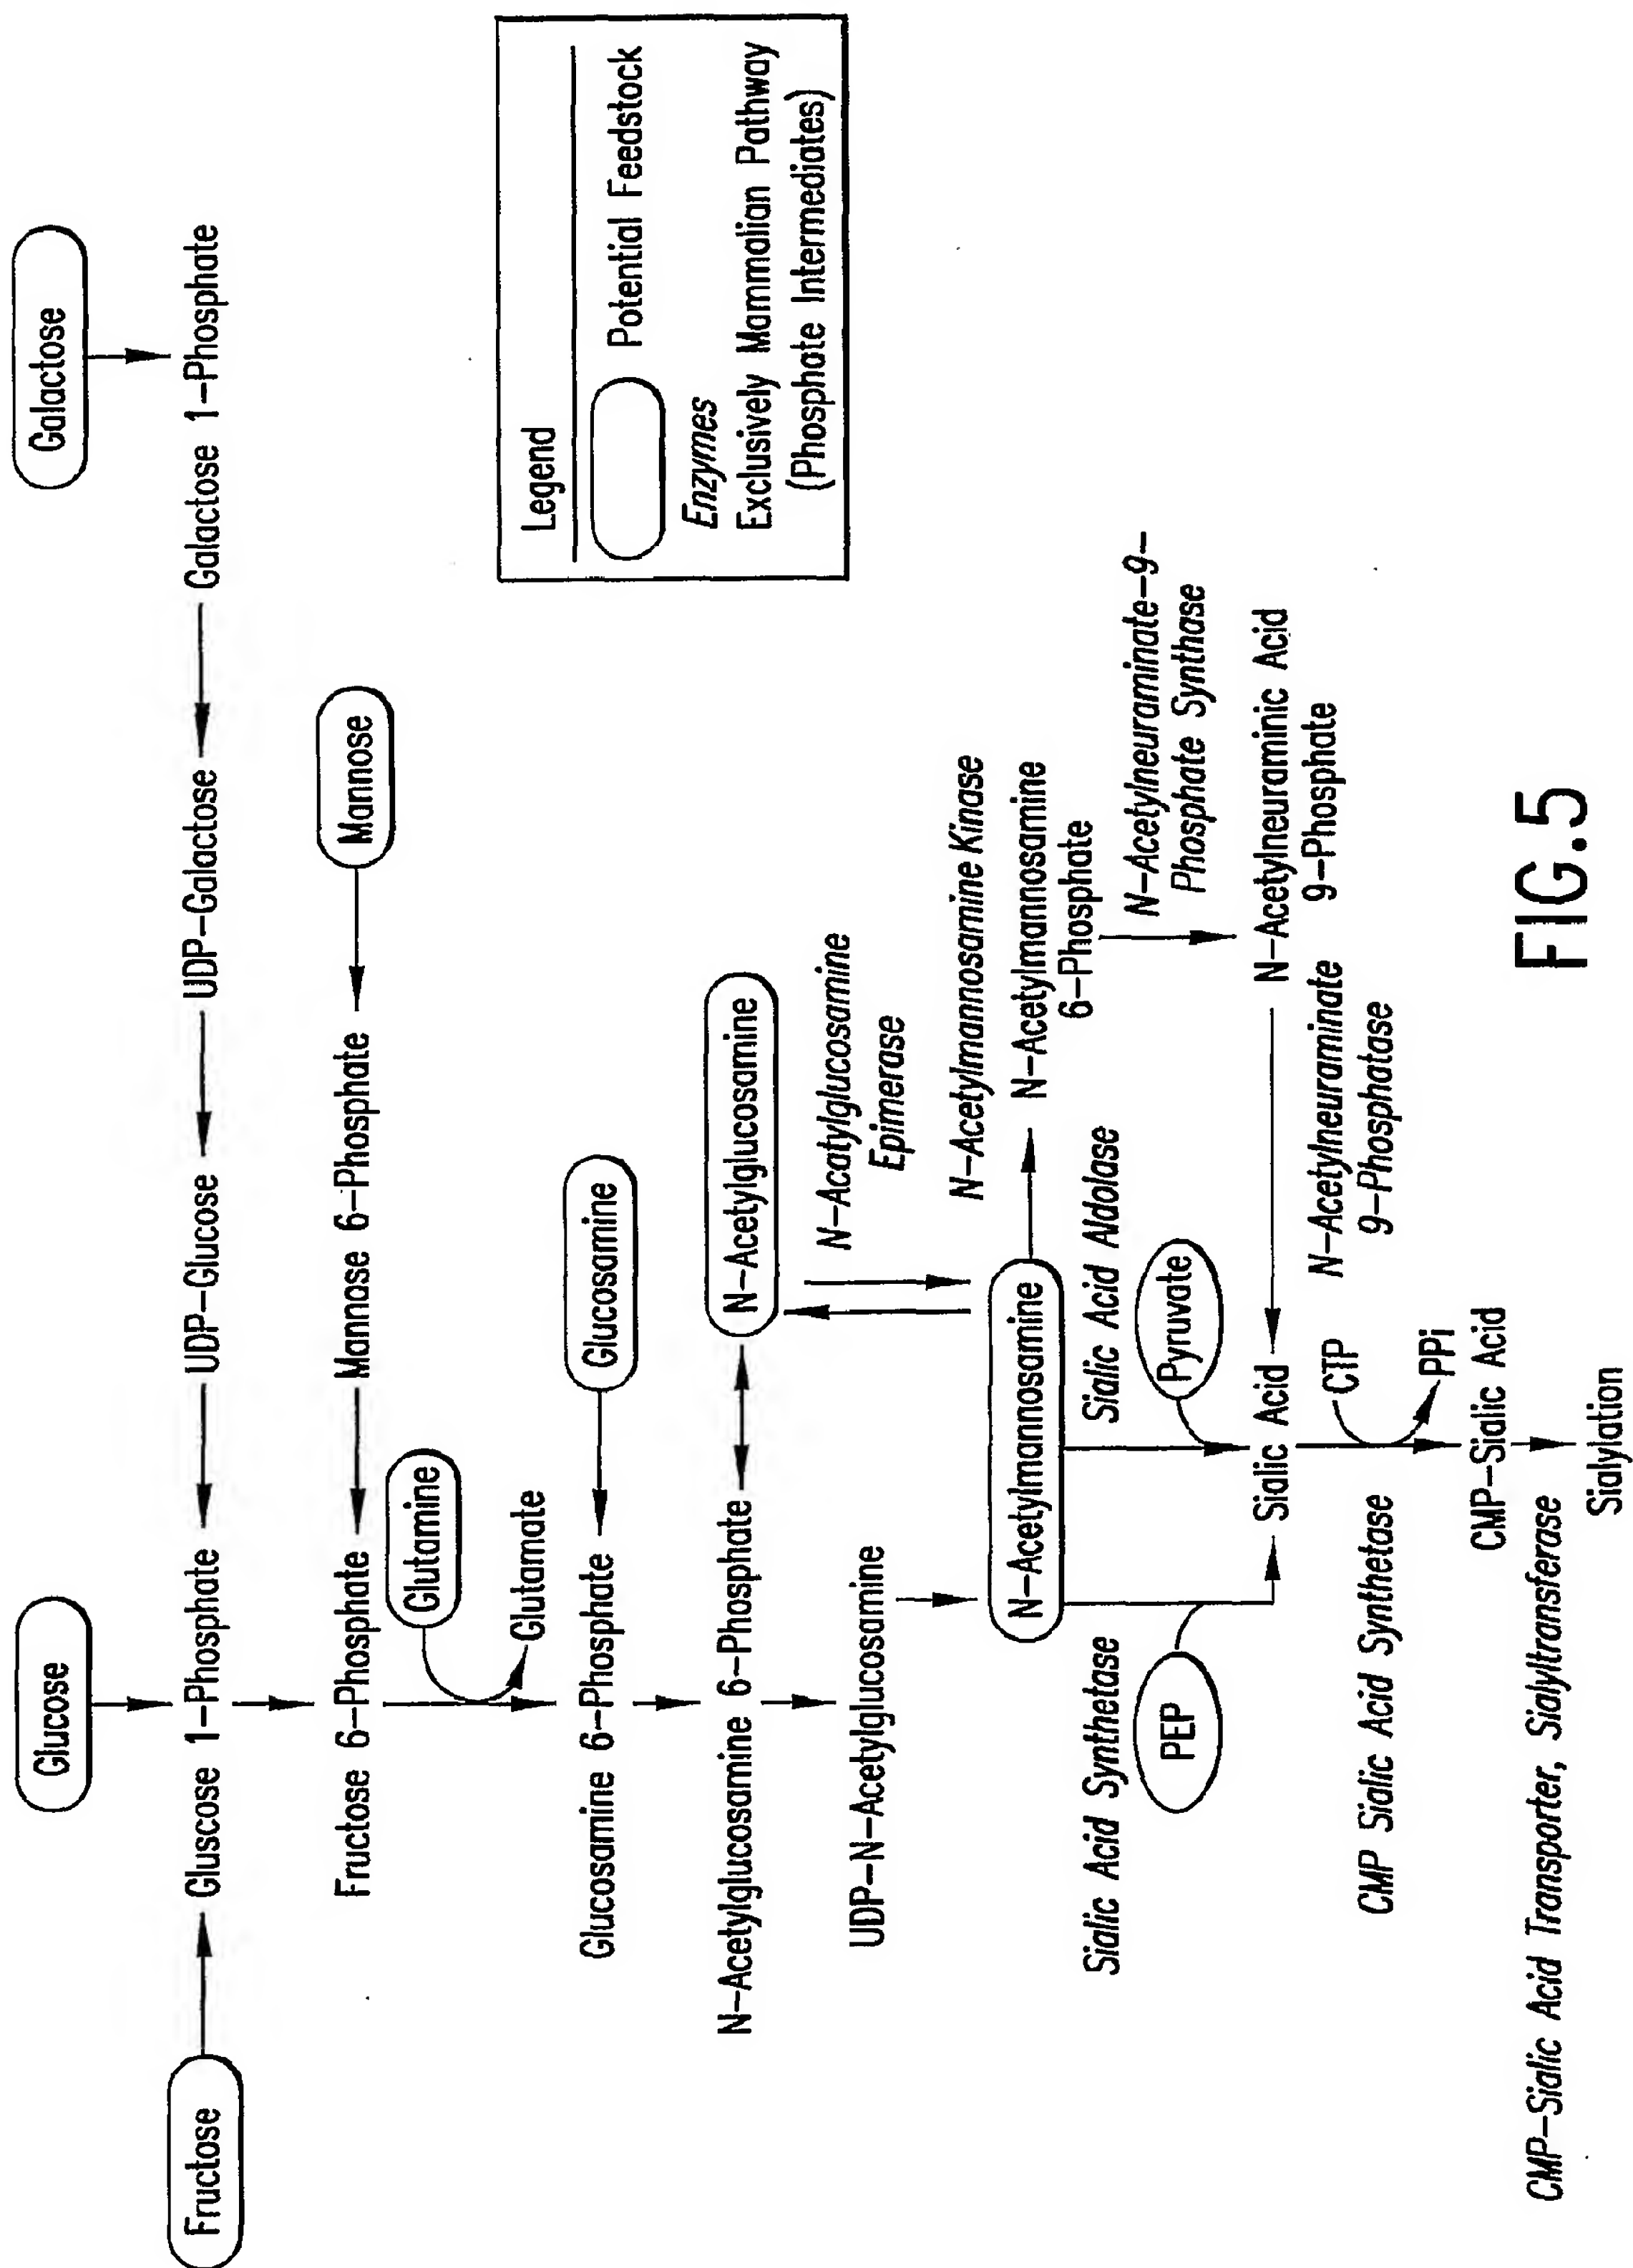 Galactose
Glucose
Fructose
Gluscose 1–Phosphate
UDP–Glucose
UDP–Galactose
Galactose 1–Phosphate
Fructose 6–Phosphate
Mannose 6–Phosphate
Mannose
Glutamine
Glutamate
Glucosamine 6–Phosphate
Glucosamine
N–Acetylglucosamine 6–Phosphate
N–Acetylglucosamine
N–Acatylglucosamine
Epimerase
UDP–N–Acetylglucosamine
N–Acetylmannosamine Kinase
N–Acetylmannosamine
N–Acetylmannosamine
6–Phosphate
Sialic Acid Synthetase
Sialic Acid Aldolase
PEP
Pyruvate
N–Acetylneuraminate–9–
Phosphate Synthase
Sialic Acid
N–Acetylneuraminic Acid
9–Phosphate
CMP Sialic Acid Synthetase
CTP
PPi
N–Acetylneuraminate
9–Phosphatase
CMP–Sialic Acid
CMP–Sialic Acid Transporter, Sialyltransferase
Sialylation
Legend
Potential Feedstock
Enzymes
Exclusively Mammalian Pathway
(Phosphate Intermediates)
FIG.5